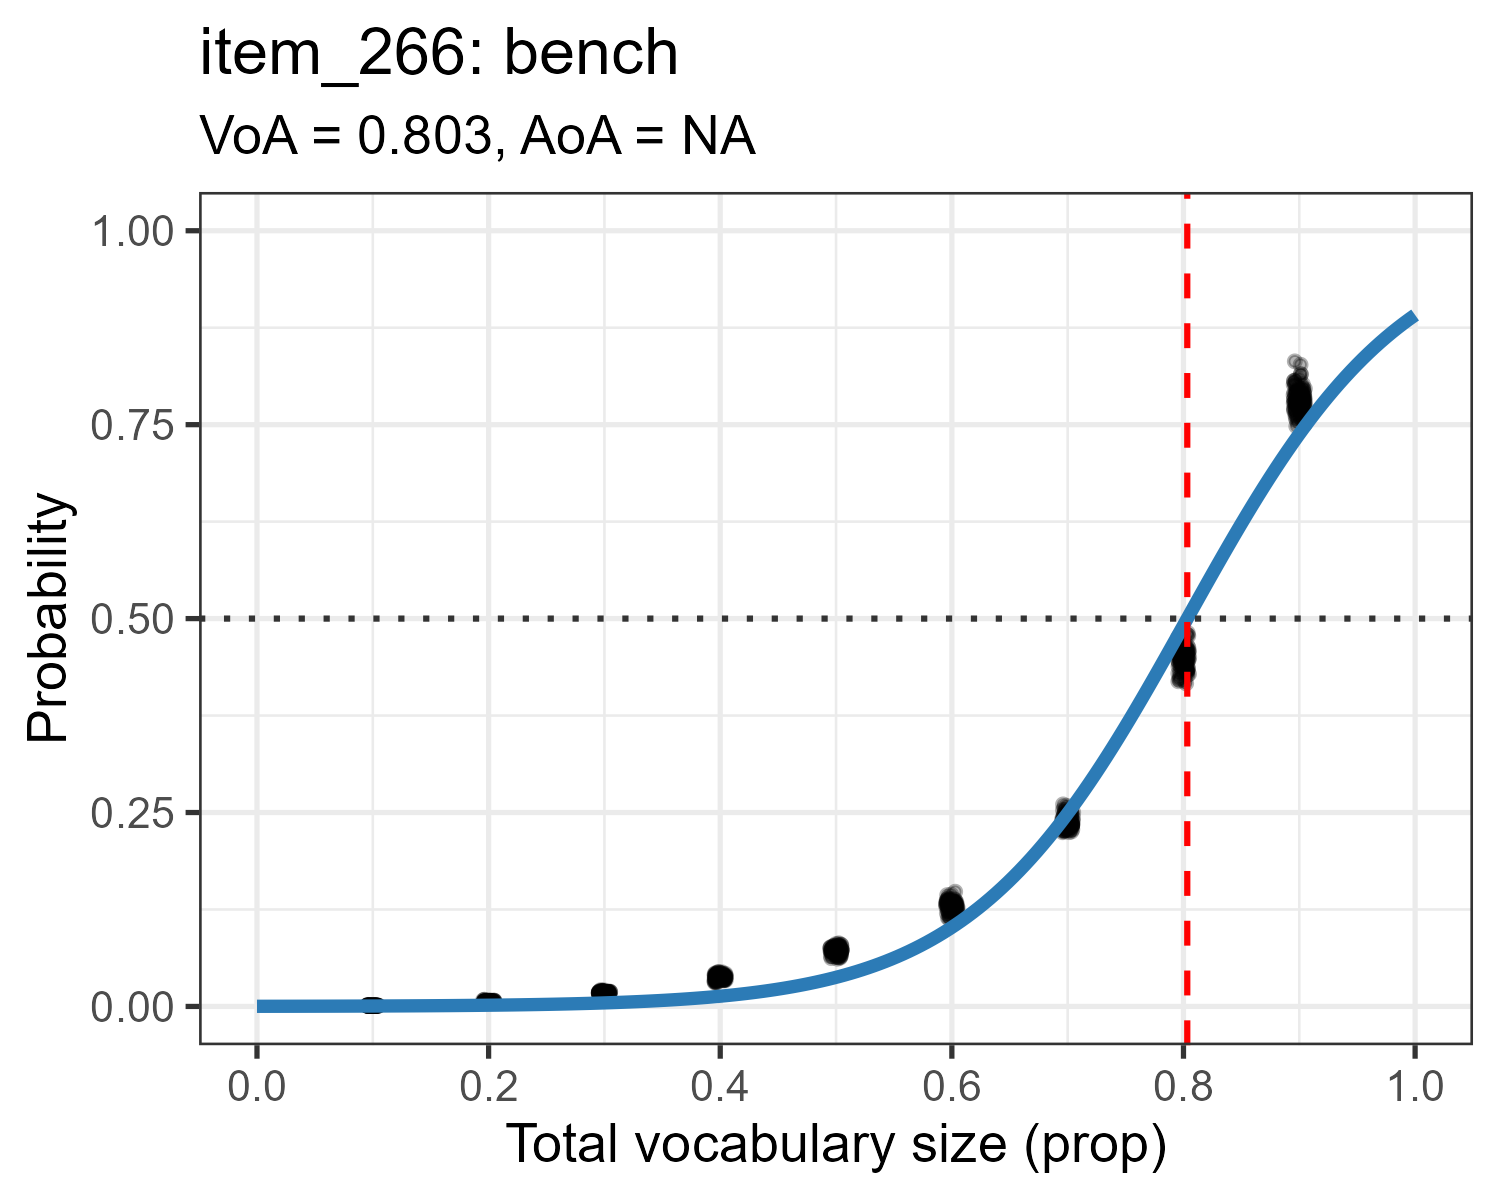 item_266: bench
VoA = 0.803, AoA = NA
1.00
0.75
0.50
0.25
0.00
Probability
0.0 0.2 0.4 0.6 0.8 1.0
Total vocabulary size (prop)